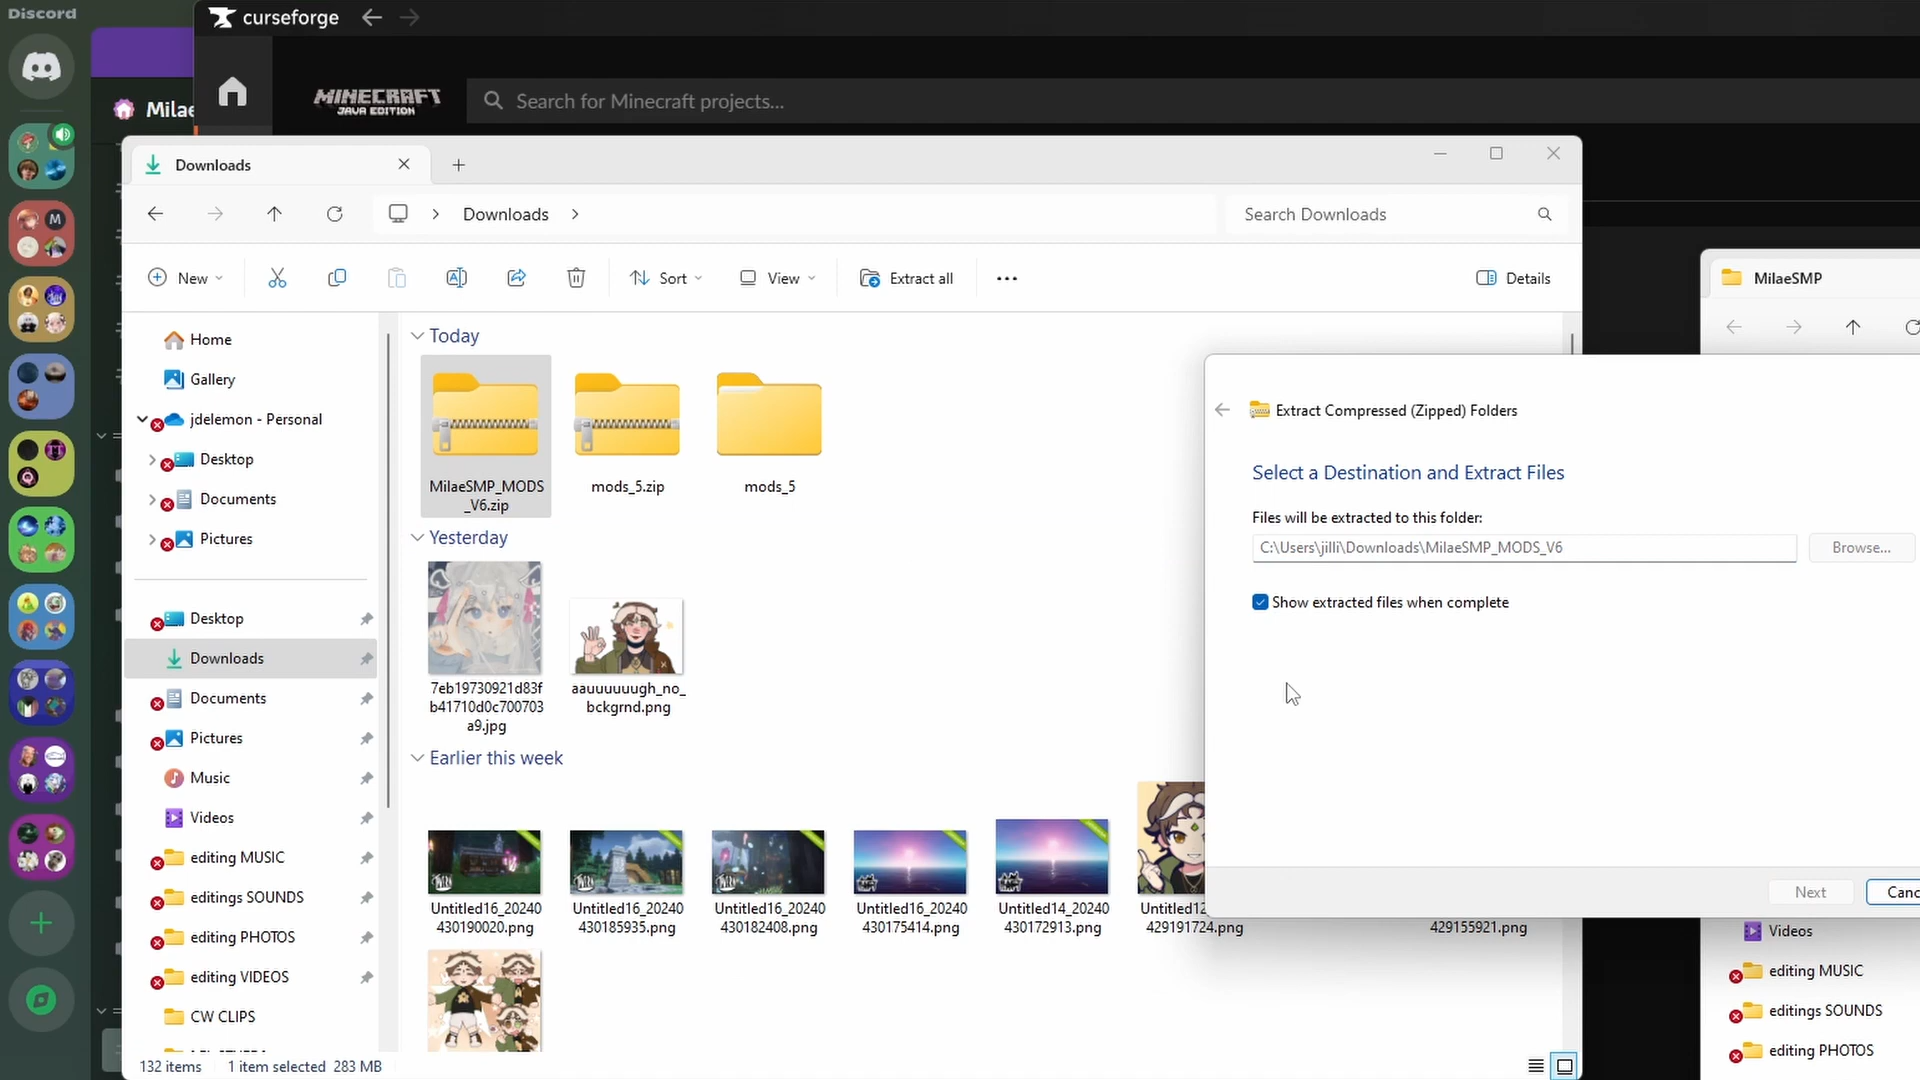 Discord
curseforge
Milae
MINECRAFT
JAVA EDITION
Search for Minecraft projects...
Downloads
Downloads
Search Downloads
New
Sort
View
Extract all
Details
MilaeSMP
Home
Gallery
jdelemon - Personal
Desktop
Documents
Pictures
Desktop
Downloads
Documents
Pictures
Music
Videos
editing MUSIC
editings SOUNDS
editing PHOTOS
editing VIDEOS
CW CLIPS
Today
MilaeSMP_MODS
_V6.zip
mods_5.zip
mods_5
Yesterday
7eb19730921d83f
b41710d0c700703
a9.jpg
aauuuuuugh_no_
bckgrnd.png
Earlier this week
Untitled16_20240
430190020.png
Untitled16_20240
430185935.png
Untitled16_20240
430182408.png
Untitled16_20240
430175414.png
Untitled14_20240
430172913.png
Untitled12
429191724.png
429155921.png
132 items
1 item selected 283 MB
Extract Compressed (Zipped) Folders
Select a Destination and Extract Files
Files will be extracted to this folder:
C:\Users\jilli\Downloads\MilaeSMP_MODS_V6
Browse...
Show extracted files when complete
Next
Canc
Videos
editing MUSIC
editings SOUNDS
editing PHOTOS
M